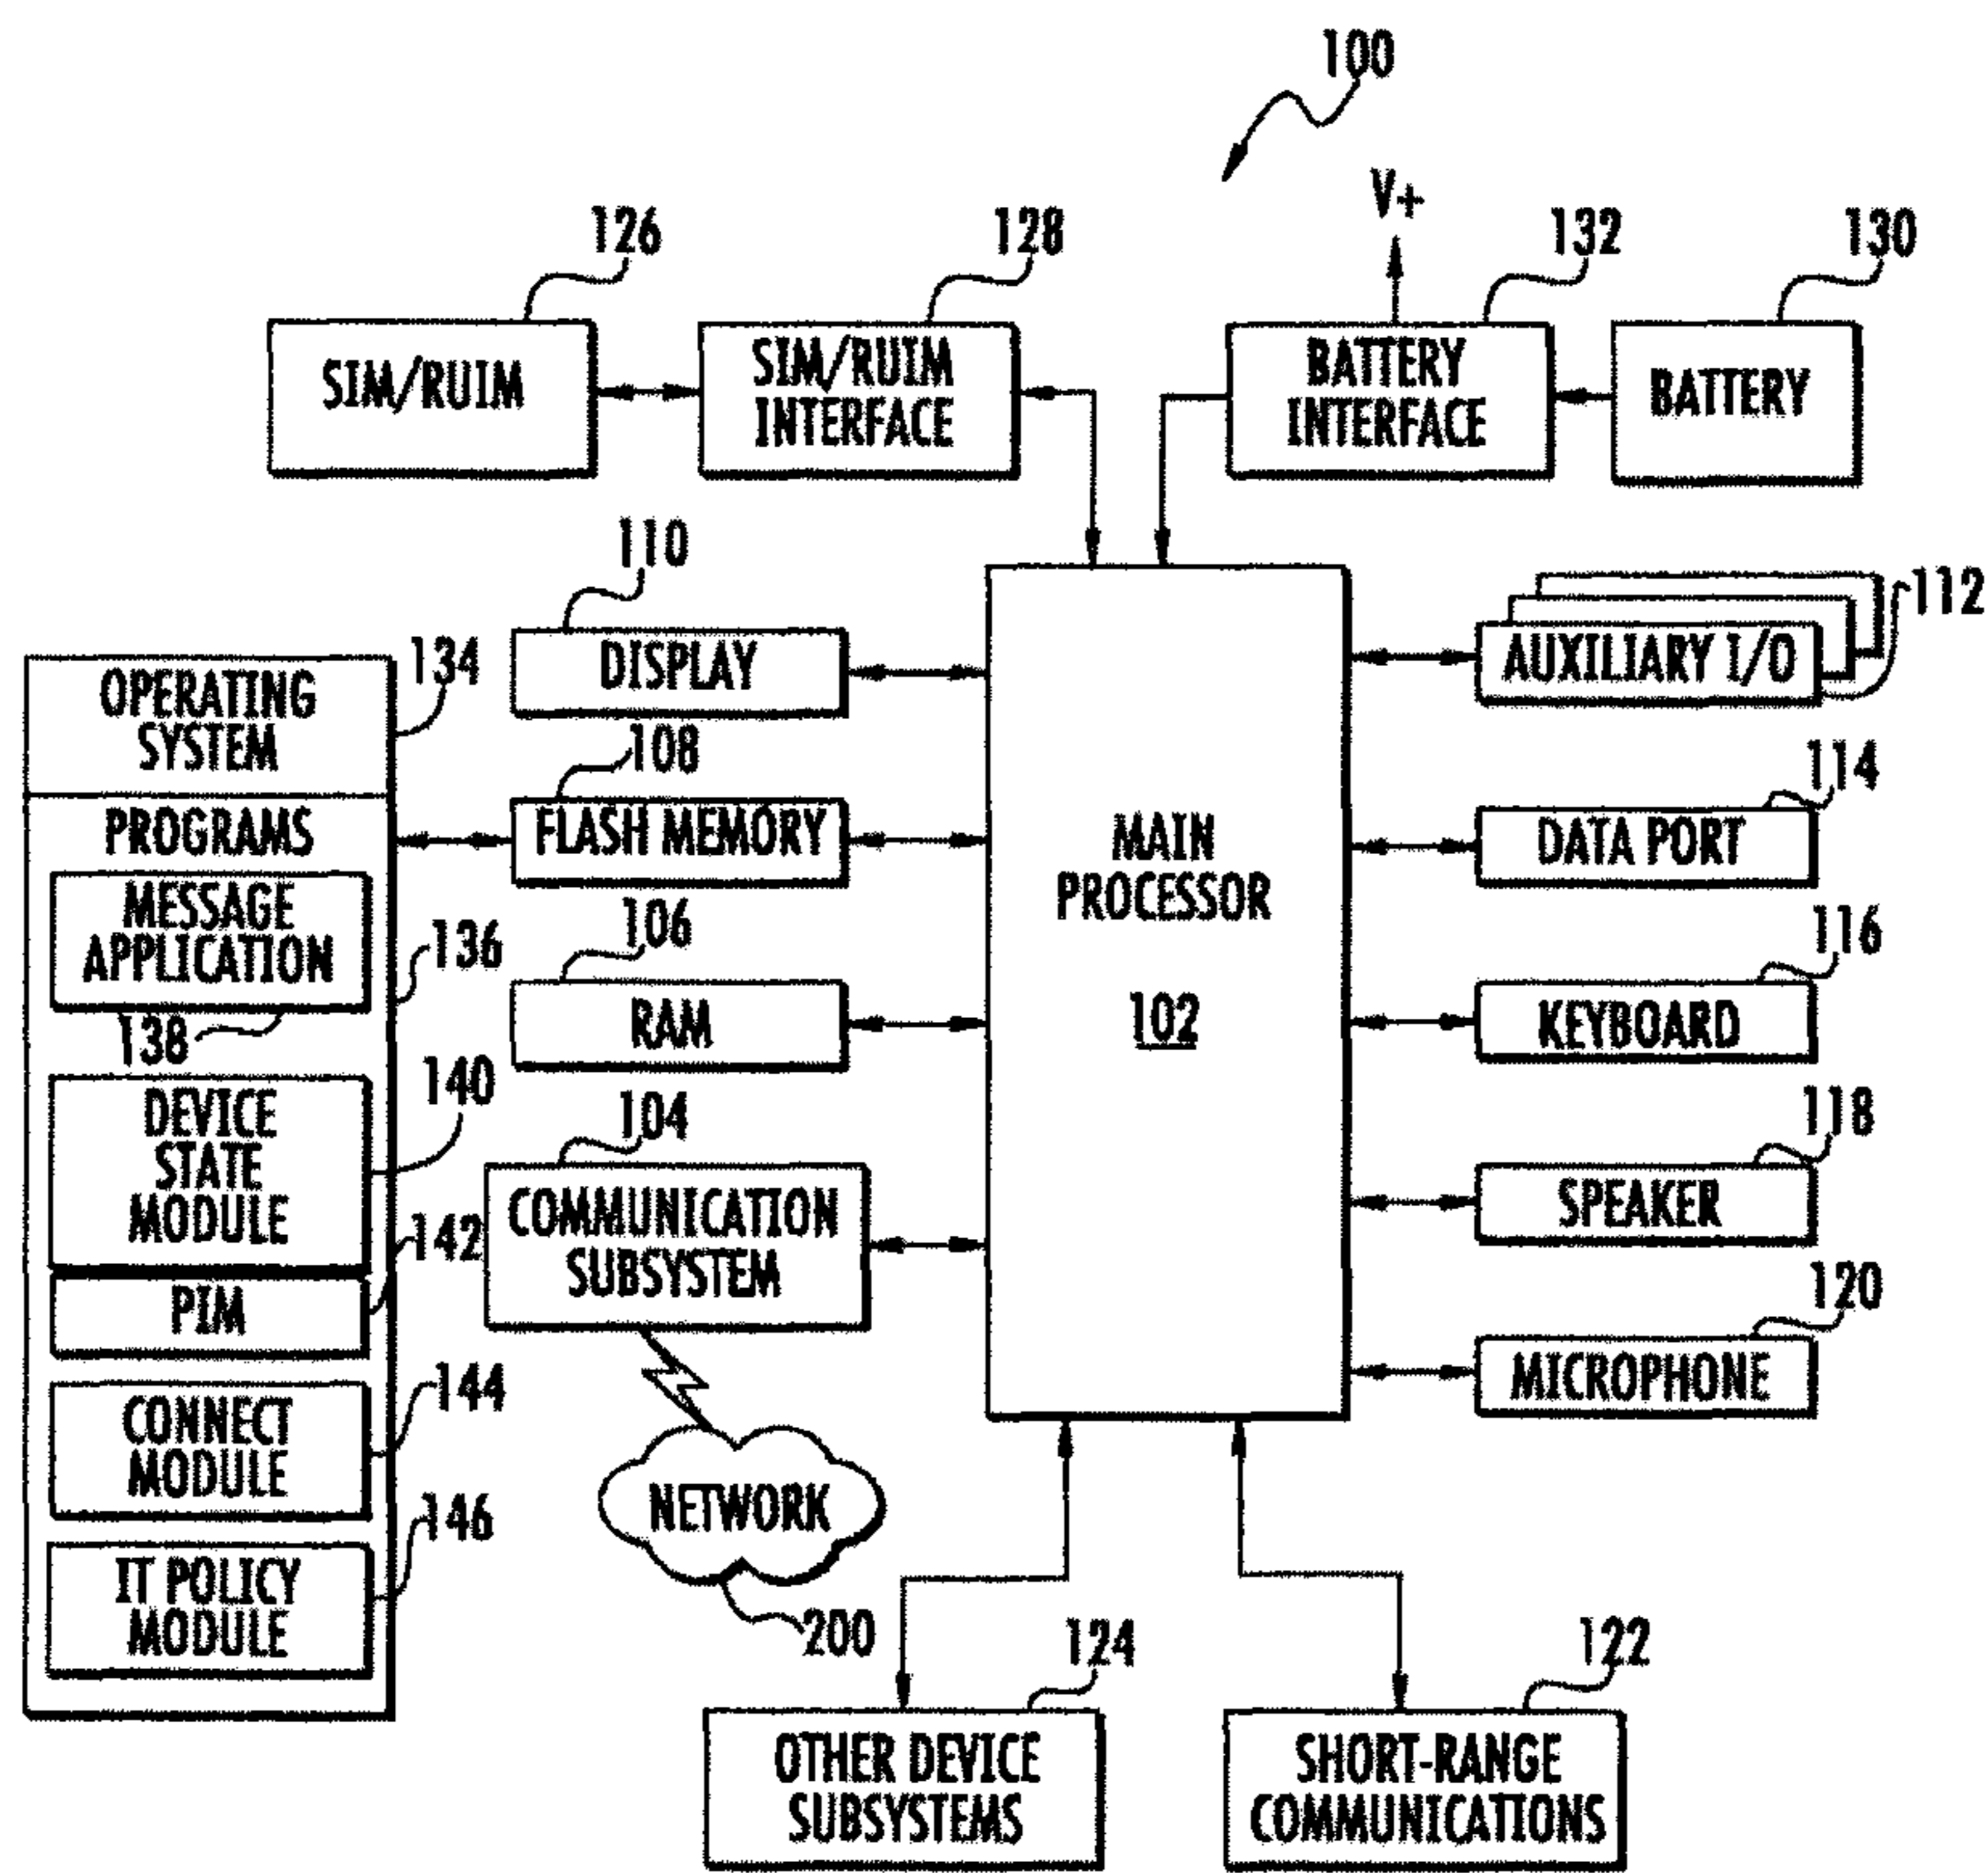 100
V+
126
128
132
130
SIM/RUIM
SIM/RUIM
INTERFACE
BATTERY
INTERFACE
BATTERY
110
112
DISPLAY
AUXILIARY I/O
134
OPERATING
SYSTEM
108
114
PROGRAMS
FLASH MEMORY
DATA PORT
MAIN
PROCESSOR
102
MESSAGE
APPLICATION
136
138
106
RAM
116
KEYBOARD
140
DEVICE
STATE
MODULE
104
COMMUNICATION
SUBSYSTEM
118
SPEAKER
142
PIM
120
MICROPHONE
144
CONNECT
MODULE
NETWORK
200
146
IT POLICY
MODULE
124
122
OTHER DEVICE
SUBSYSTEMS
SHORT-RANGE
COMMUNICATIONS